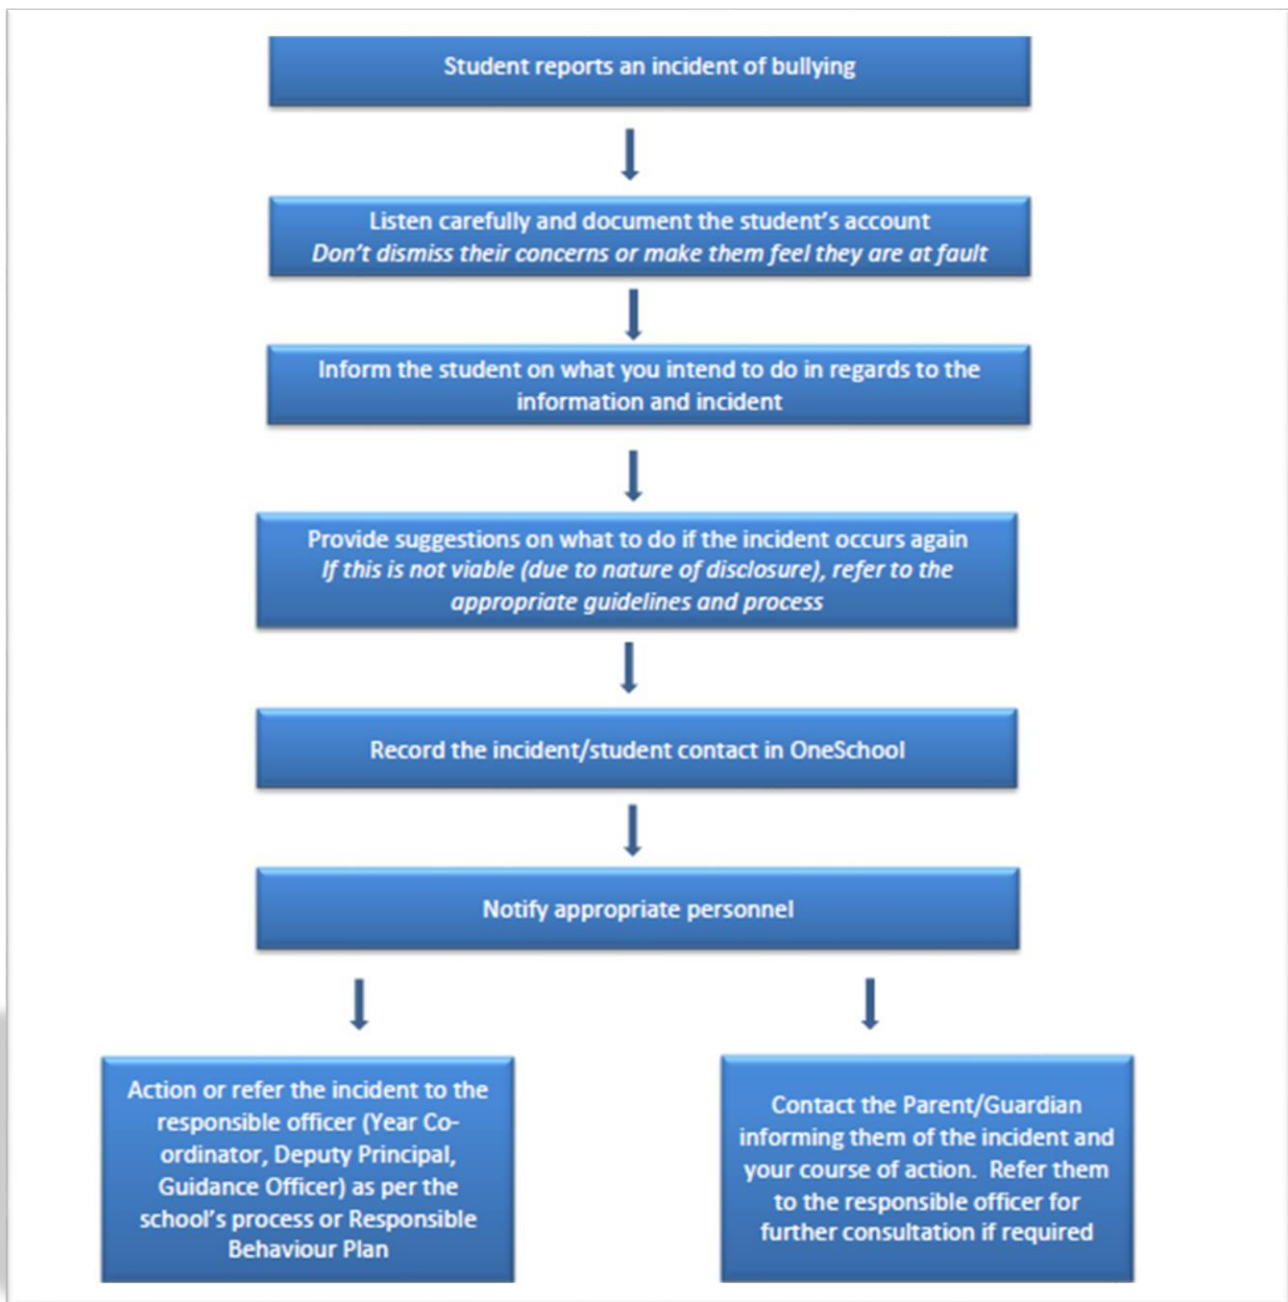 Student reports an incident of bullying
Listen carefully and document the student's account
Don't dismiss their concerns or make them feel they are at fault
Inform the student on what you intend to do in regards to the
information and incident
Provide suggestions on what to do if the incident occurs again
If this is not viable (due to nature of disclosure), refer to the
appropriate guidelines and process
Record the incident/student contact in OneSchool
Notify appropriate personnel
Action or refer the incident to the
responsible officer (Year Co-
ordinator, Deputy Principal,
Guidance Officer) as per the
school's process or Responsible
Behaviour Plan
Contact the Parent/Guardian
informing them of the incident and
your course of action.  Refer them
to the responsible officer for
further consultation if required